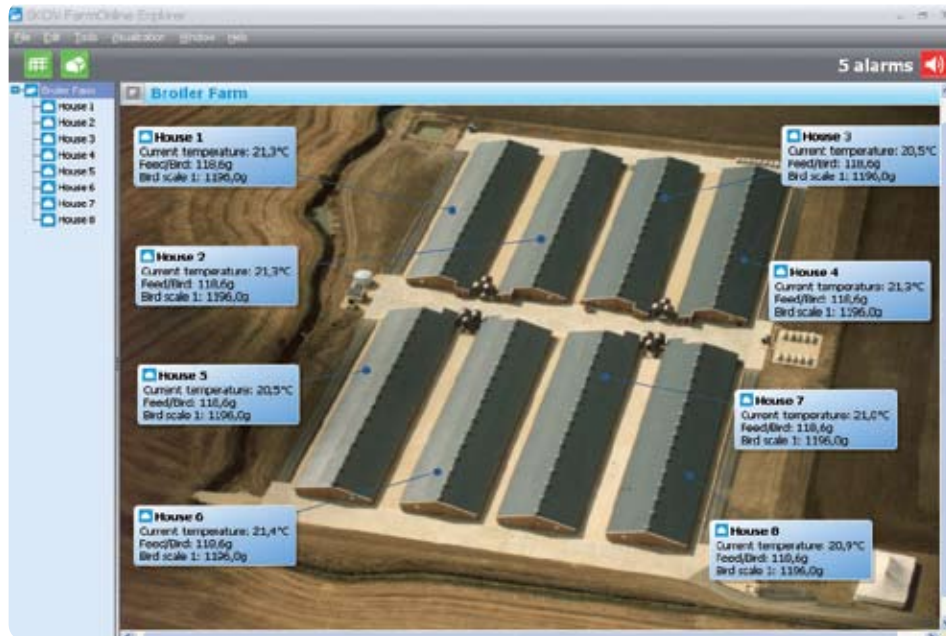 SKOV FarmOnline Explorer
File Edit Tools Visualization Window Help
5 alarms
Broiler Farm
House 1
House 2
House 3
House 4
House 5
House 6
House 7
House 8
Broiler Farm
House 1
Current temperature: 21,3°C
Feed/Bird: 118,6g
Bird scale 1: 1196,0g
House 3
Current temperature: 20,5°C
Feed/Bird: 118,6g
Bird scale 1: 1196,0g
House 2
Current temperature: 21,3°C
Feed/Bird: 118,6g
Bird scale 1: 1196,0g
House 4
Current temperature: 21,3°C
Feed/Bird: 118,6g
Bird scale 1: 1196,0g
House 5
Current temperature: 20,5°C
Feed/Bird: 118,6g
Bird scale 1: 1196,0g
House 7
Current temperature:
Feed/Bird: 118,6g
Bird scale 1: 1196,0g
House 6
Current temperature: 21,4°C
Feed/Bird: 118,6g
Bird scale 1: 1196,0g
House 8
Current temperature: 20,9°C
Feed/Bird: 118,6g
Bird scale 1: 1196,0g